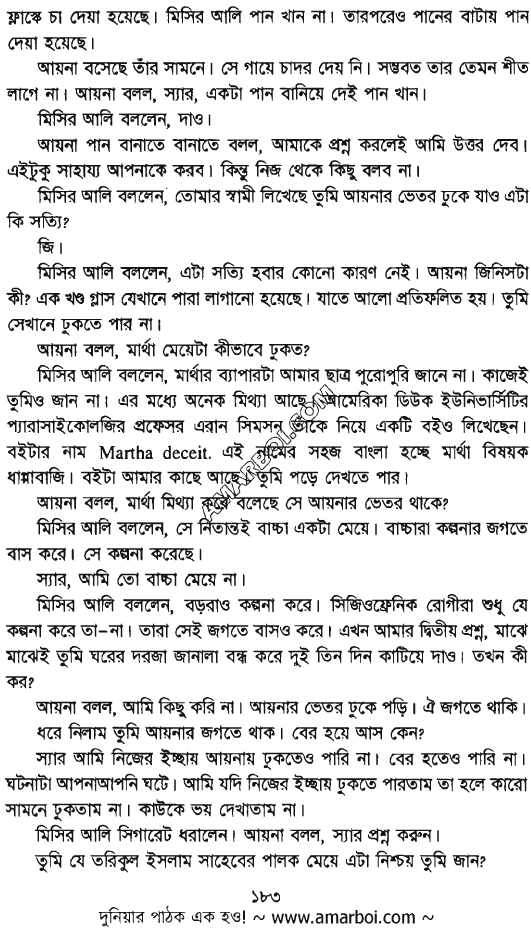 ফ্লাস্কে চা দেয়া হয়েছে। মিসির আলি পান খান না। তারপরেও পানের বাটায় পান
দেয়া হয়েছে।
আয়না বসেছে তাঁর সামনে। সে গায়ে চাদর দেয় নি। সম্ভবত তার তেমন শীত
লাগে না। আয়না বলল, স্যার, একটা পান বানিয়ে দেই পান খান।
মিসির আলি বললেন, দাও।
আয়না পান বানাতে বানাতে বলল, আমাকে প্রশ্ন করলেই আমি উত্তর দেব।
এইটুকু সাহায্য আপনাকে করব। কিন্তু নিজ থেকে কিছু বলব না।
মিসির আলি বললেন, তোমার স্বামী লিখেছে তুমি আয়নার ভেতর ঢুকে যাও এটা
কি সত্যি?
জি।
মিসির আলি বললেন, এটা সত্যি হবার কোনো কারণ নেই। আয়না জিনিসটা
কী? এক খণ্ড গ্লাস যেখানে পারা লাগানো হয়েছে। যাতে আলো প্রতিফলিত হয়। তুমি
সেখানে ঢুকতে পার না।
আয়না বলল, মার্থা মেয়েটা কীভাবে ঢুকত?
মিসির আলি বললেন, মার্থার ব্যাপারটা আমার ছাত্র পুরোপুরি জানে না। কাজেই
তুমিও জান না। এর মধ্যে অনেক মিথ্যা আছে। আমেরিকা ডিউক ইউনিভার্সিটির
প্যারাসাইকোলজির প্রফেসর এরান সিমসন তাকে নিয়ে একটি বইও লিখেছেন।
বইটার নাম Martha deceit. এই নামের সহজ বাংলা হচ্ছে মার্থা বিষয়ক
ধাপ্পাবাজি। বইটা আমার কাছে আছে। তুমি পড়ে দেখতে পার।
আয়না বলল, মার্থা মিথ্যা করে বলেছে সে আয়নার ভেতর থাকে?
মিসির আলি বললেন, সে নিতান্তই বাচ্চা একটা মেয়ে। বাচ্চারা কল্পনার জগতে
বাস করে। সে কল্পনা করেছে।
স্যার, আমি তো বাচ্চা মেয়ে না।
মিসির আলি বললেন, বড়রাও কল্পনা করে। সিজিওফ্রেনিক রোগীরা শুধু যে
কল্পনা করে তা–না। তারা সেই জগতে বাসও করে। এখন আমার দ্বিতীয় প্রশ্ন, মাঝে
মাঝেই তুমি ঘরের দরজা জানালা বন্ধ করে দুই তিন দিন কাটিয়ে দাও। তখন কী
কর?
আয়না বলল, আমি কিছু করি না। আয়নার ভেতর ঢুকে পড়ি। ঐ জগতে থাকি।
ধরে নিলাম তুমি আয়নার জগতে থাক। বের হয়ে আস কেন?
স্যার আমি নিজের ইচ্ছায় আয়নায় ঢুকতেও পারি না। বের হতেও পারি না।
ঘটনাটা আপনাআপনি ঘটে। আমি যদি নিজের ইচ্ছায় ঢুকতে পারতাম তা হলে কারো
সামনে ঢুকতাম না। কাউকে ভয় দেখাতাম না।
মিসির আলি সিগারেট ধরালেন। আয়না বলল, স্যার প্রশ্ন করুন।
তুমি যে তরিকুল ইসলাম সাহেবের পালক মেয়ে এটা নিশ্চয় তুমি জান?
AMARBOI.COM
১৮৩
দুনিয়ার পাঠক এক হও! ~ www.amarboi.com ~